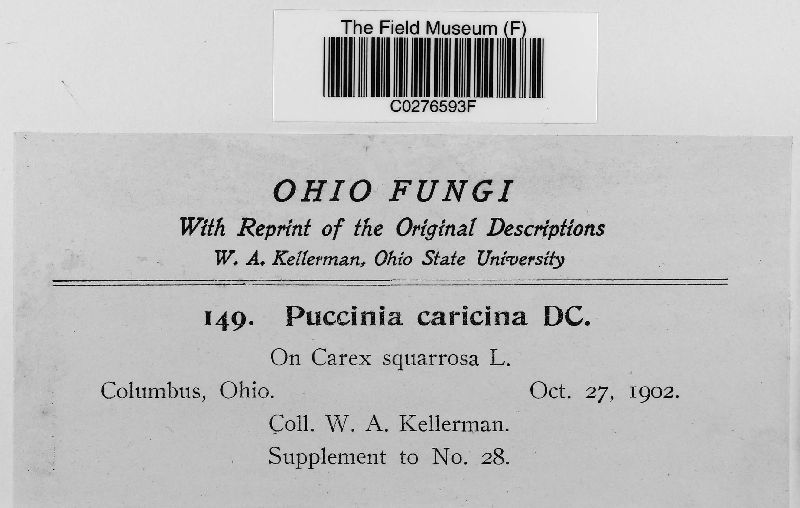 The Field Museum (F)
C0276593F
OHIO FUNGI
With Reprint of the Original Descriptions
W. A. Kellerman, Ohio State University
149. Puccinia caricina DC.
On Carex squarrosa L.
Columbus, Ohio. Oct. 27, 1902.
Coll. W. A. Kellerman.
Supplement to No. 28.